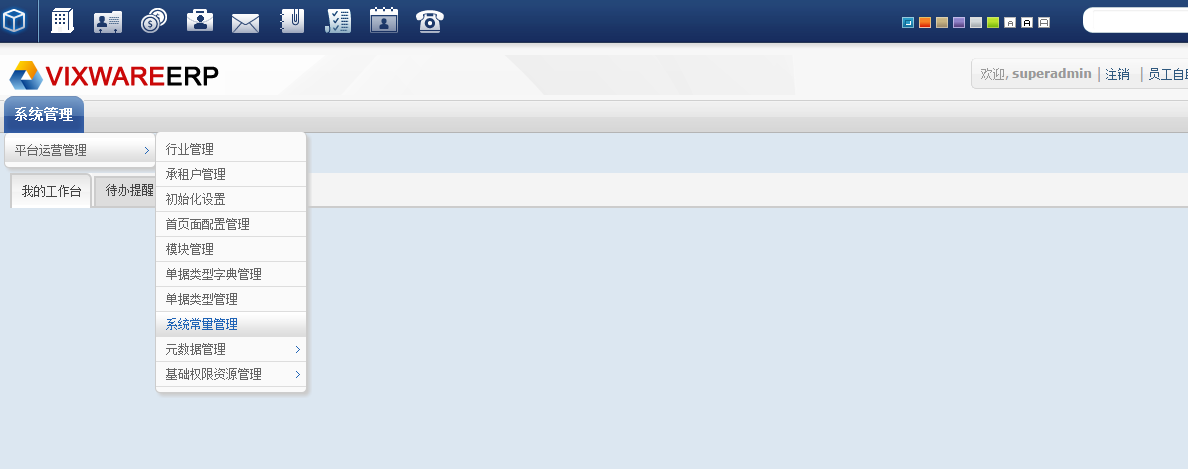 VIXWAREERP
欢迎, superadmin | 注销 | 员工自
系统管理
平台运营管理
行业管理
承租户管理
初始化设置
首页面配置管理
模块管理
单据类型字典管理
单据类型管理
系统常量管理
元数据管理
基础权限资源管理
我的工作台
待办提醒